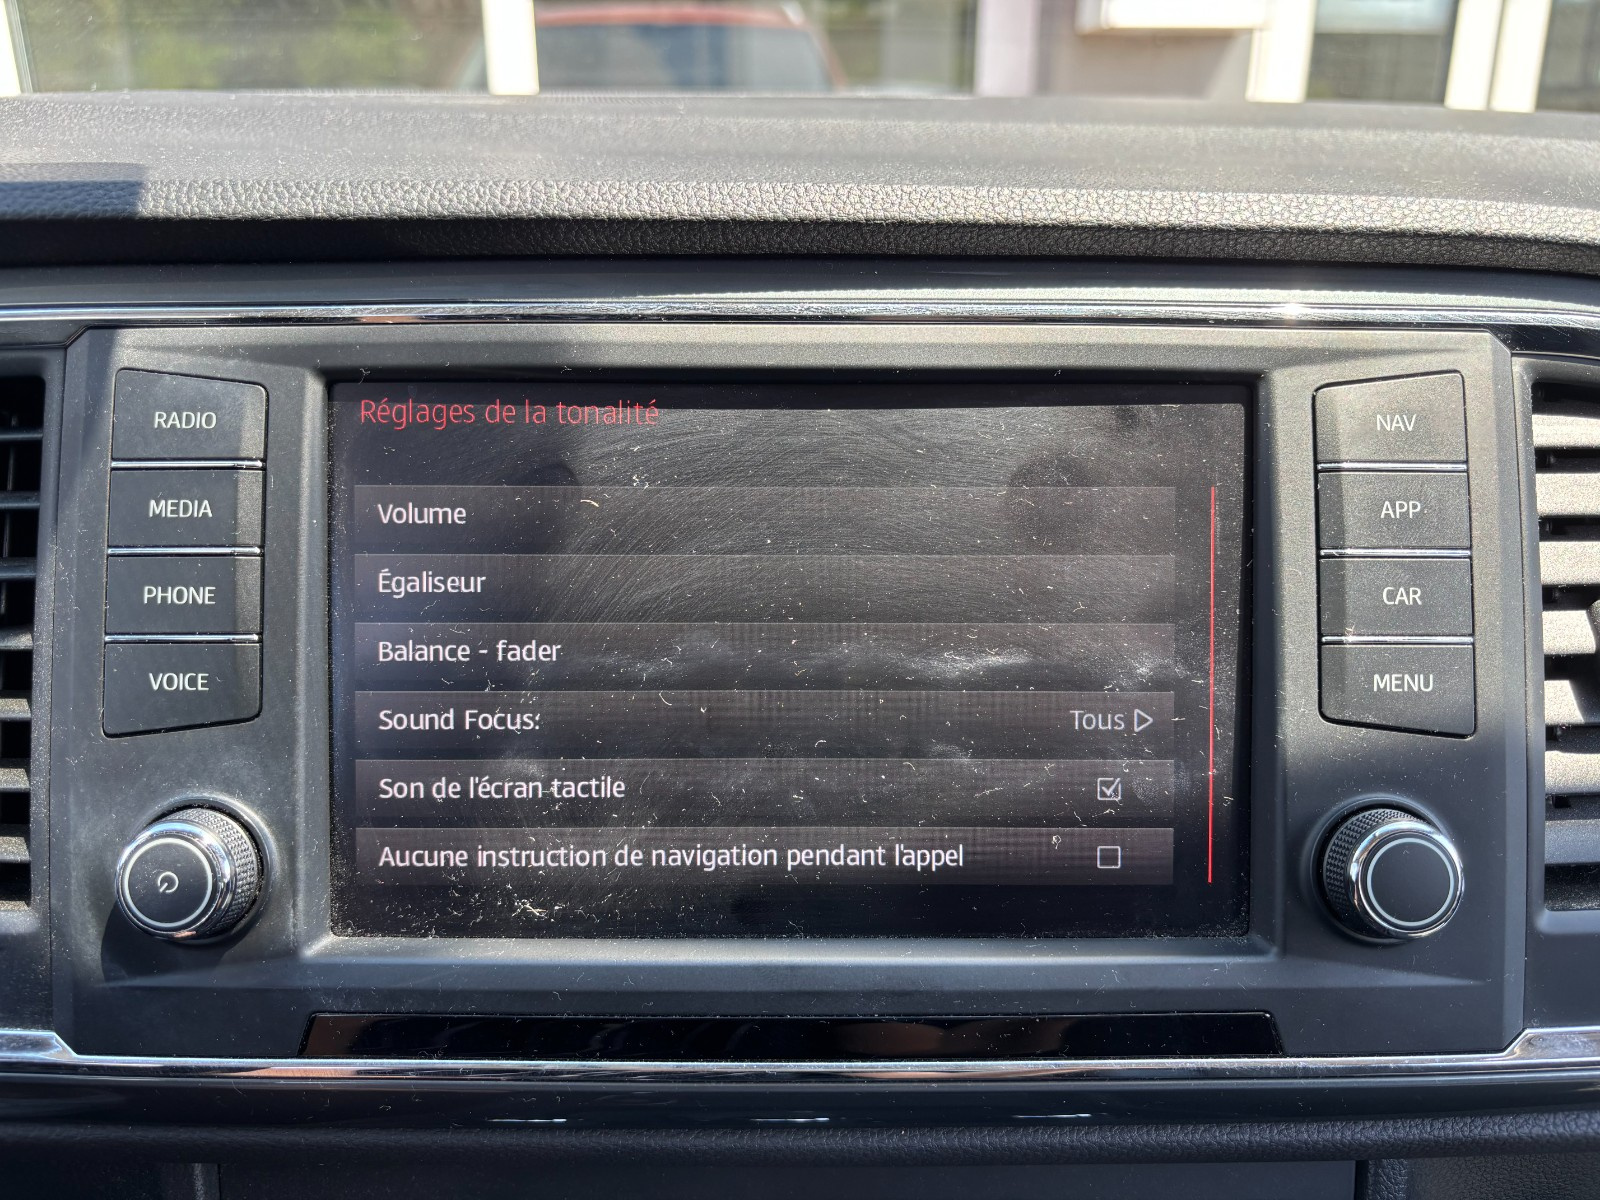 Réglages de la tonalité
RADIO
MEDIA
PHONE
VOICE
Volume
Égaliseur
Balance - fader
Sound Focus:
Tous
Son de l'écran tactile
Aucune instruction de navigation pendant l'appel
NAV
APP
CAR
MENU